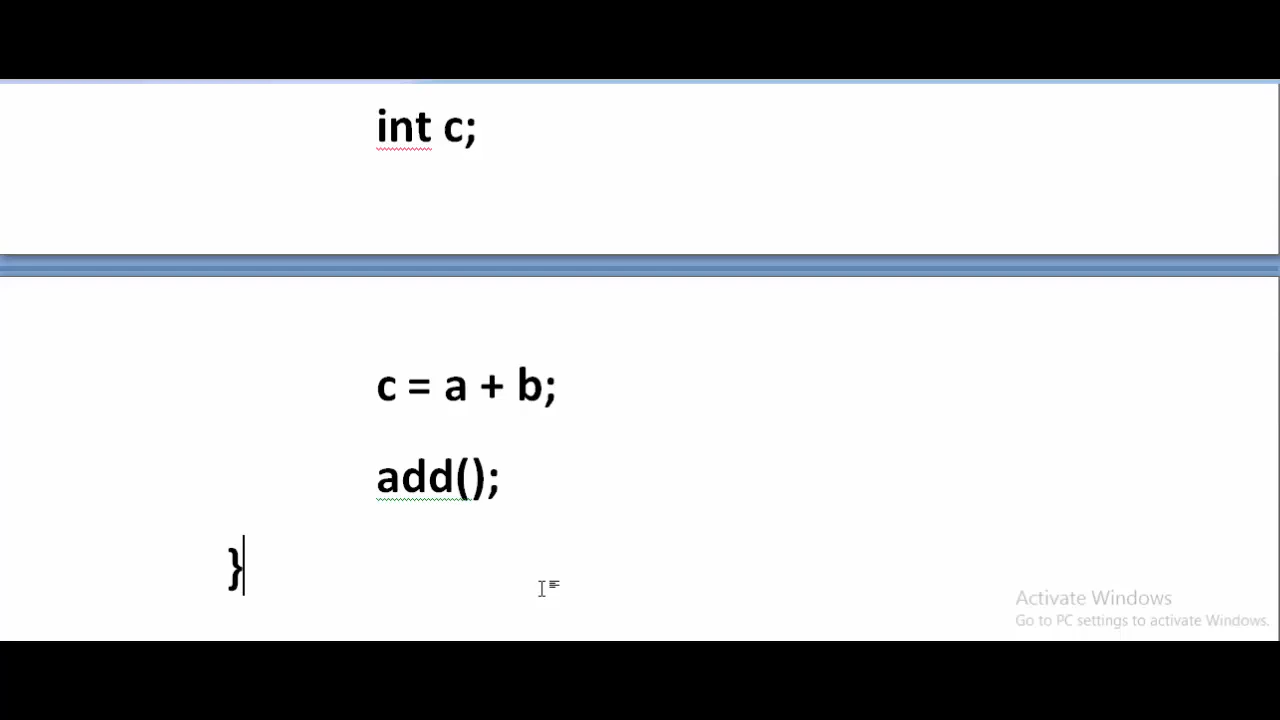 int c;
c = a + b;
add();
}
Activate Windows
Go to PC settings to activate Windows.